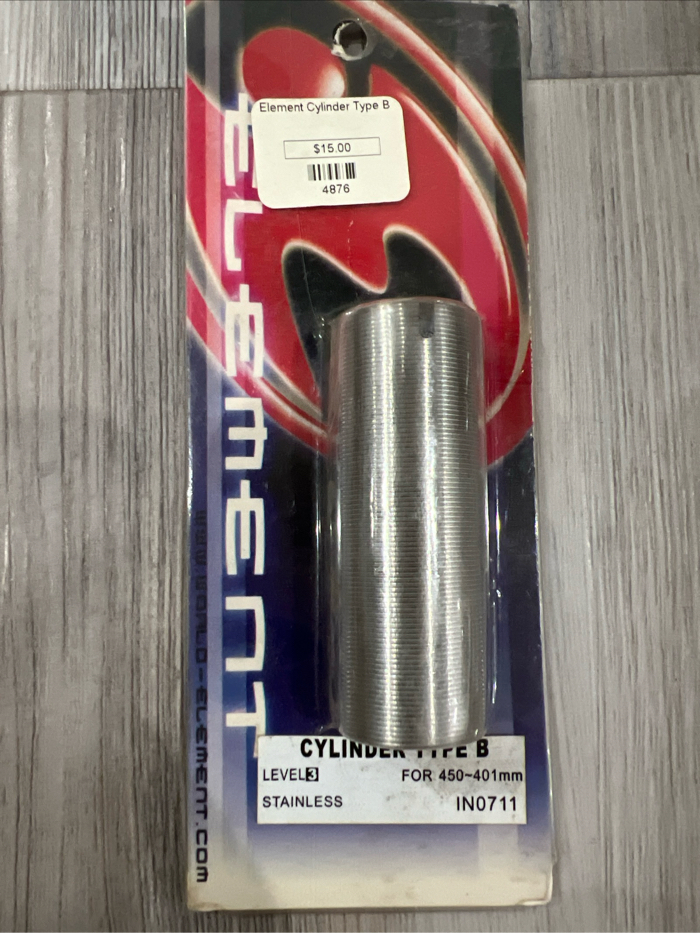 Element Cylinder Type B
$15.00
4876
ELEMENT
WWW.WORLD-ELEMENT.COM
CYLINDER TYPE B
LEVEL3 FOR 450~401mm
STAINLESS IN0711